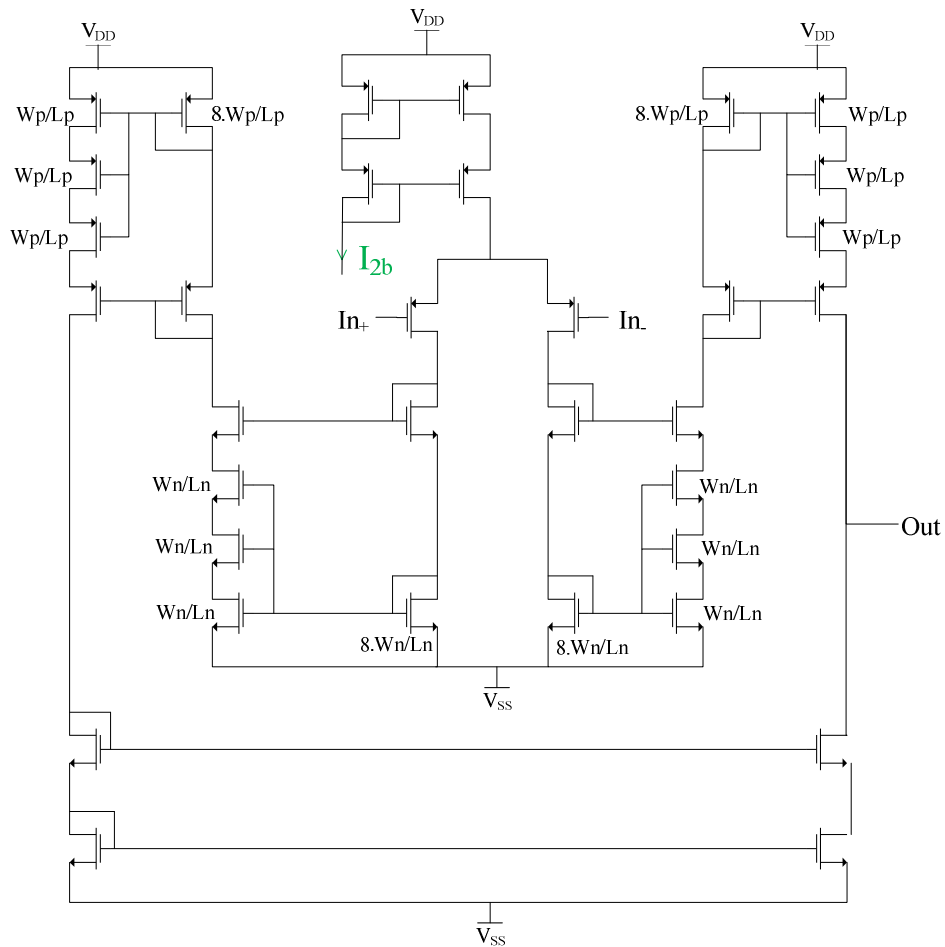 VDD
VDD
VDD
Wp/Lp
8.Wp/Lp
8.Wp/Lp
Wp/Lp
Wp/Lp
Wp/Lp
Wp/Lp
Wp/Lp
I2b
In+
In-
Wn/Ln
Wn/Ln
Out
Wn/Ln
Wn/Ln
Wn/Ln
Wn/Ln
8.Wn/Ln
8.Wn/Ln
VSS
VSS